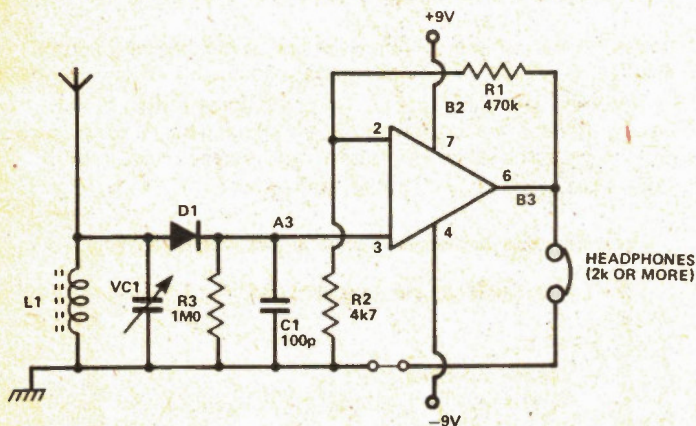 +9V
R1
470k
B2
2
7
6
B3
D1
A3
3
4
HEADPHONES
(2k OR MORE)
L1
VC1
R3
1M0
C1
100p
R2
4k7
−9V